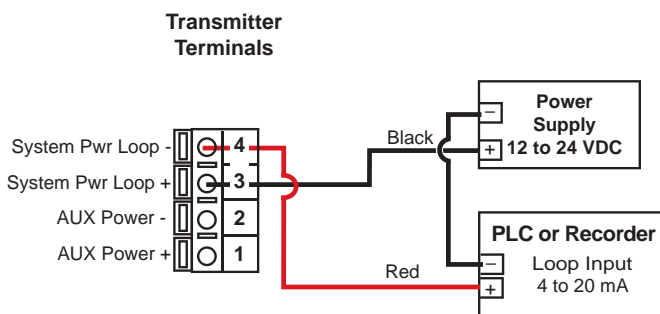 Transmitter
Terminals
System Pwr Loop -
4
System Pwr Loop +
3
AUX Power -
2
AUX Power +
1
Black
Red
Power
Supply
12 to 24 VDC
-
+
PLC or Recorder
Loop Input
4 to 20 mA
-
+